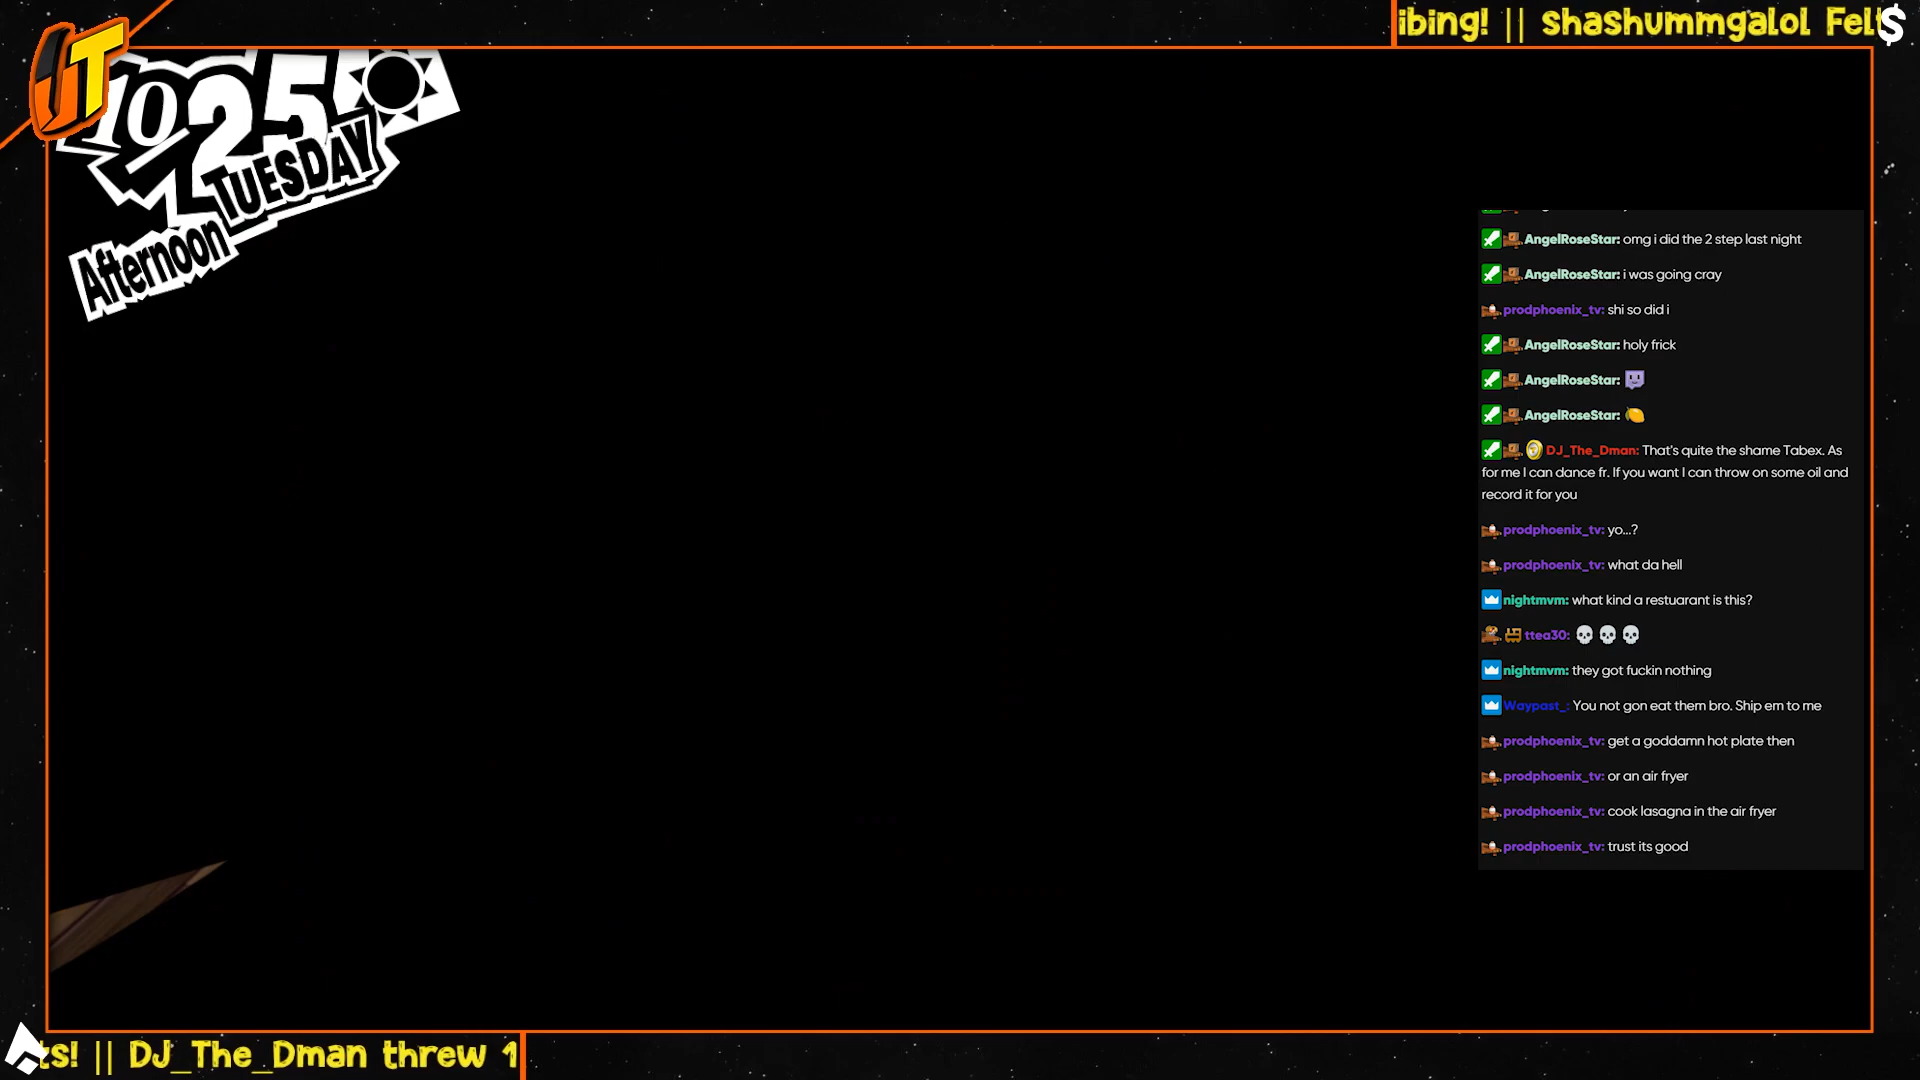 ibing! || shashummgalol Fel
$
JT
10/25
TUESDAY
Afternoon
AngelRoseStar: omg i did the 2 step last night
AngelRoseStar: i was going cray
prodphoenix_tv: shi so did i
AngelRoseStar: holy frick
AngelRoseStar:
AngelRoseStar: 🍋
DJ_The_Dman: That's quite the shame Tabex. As
for me I can dance fr. If you want I can throw on some oil and
record it for you
prodphoenix_tv: yo...?
prodphoenix_tv: what da hell
nightmvm: what kind a restuarant is this?
ttea30: 💀 💀 💀
nightmvm: they got fuckin nothing
Waypast_: You not gon eat them bro. Ship em to me
prodphoenix_tv: get a goddamn hot plate then
prodphoenix_tv: or an air fryer
prodphoenix_tv: cook lasagna in the air fryer
prodphoenix_tv: trust its good
ts! || DJ_The_Dman threw 1